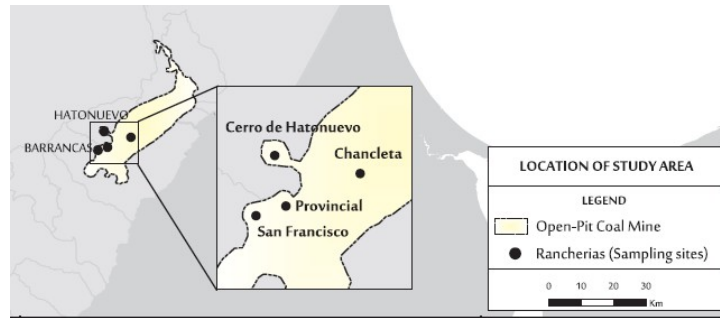 HATONUEVO
BARRANCAS
Cerro de Hatonuevo
Chancleta
Provincial
San Francisco
LOCATION OF STUDY AREA
LEGEND
Open-Pit Coal Mine
Rancherias (Sampling sites)
0 10 20 30
Km